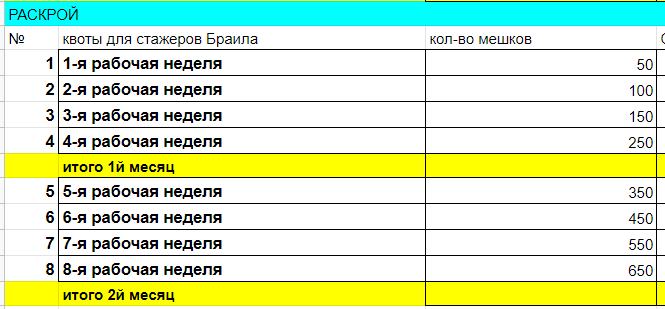 РАСКРОЙ
№ квоты для стажеров Браила кол-во мешков
1 1-я рабочая неделя 50
2 2-я рабочая неделя 100
3 3-я рабочая неделя 150
4 4-я рабочая неделя 250
итого 1й месяц
5 5-я рабочая неделя 350
6 6-я рабочая неделя 450
7 7-я рабочая неделя 550
8 8-я рабочая неделя 650
итого 2й месяц